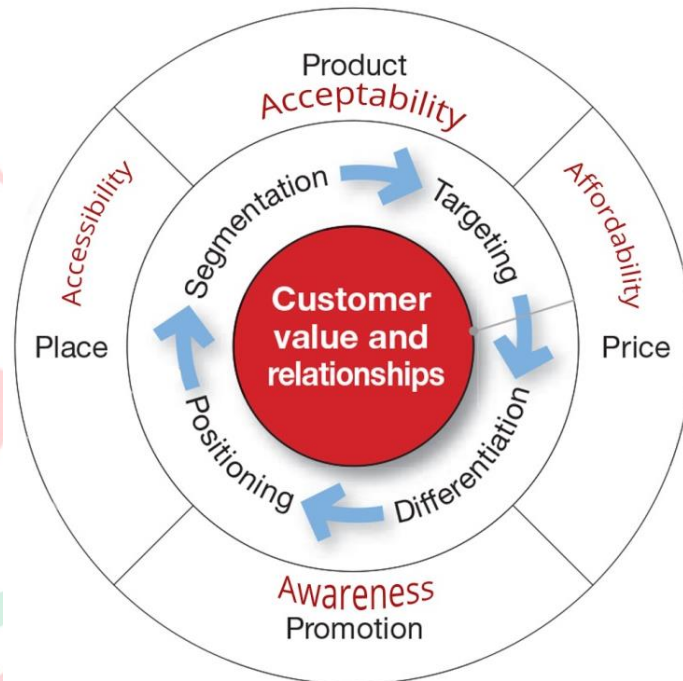 Product
Acceptability
Accessibility
Affordability
Segmentation
Targeting
Customer
value and
relationships
Place
Price
Positioning
Differentiation
Awareness
Promotion